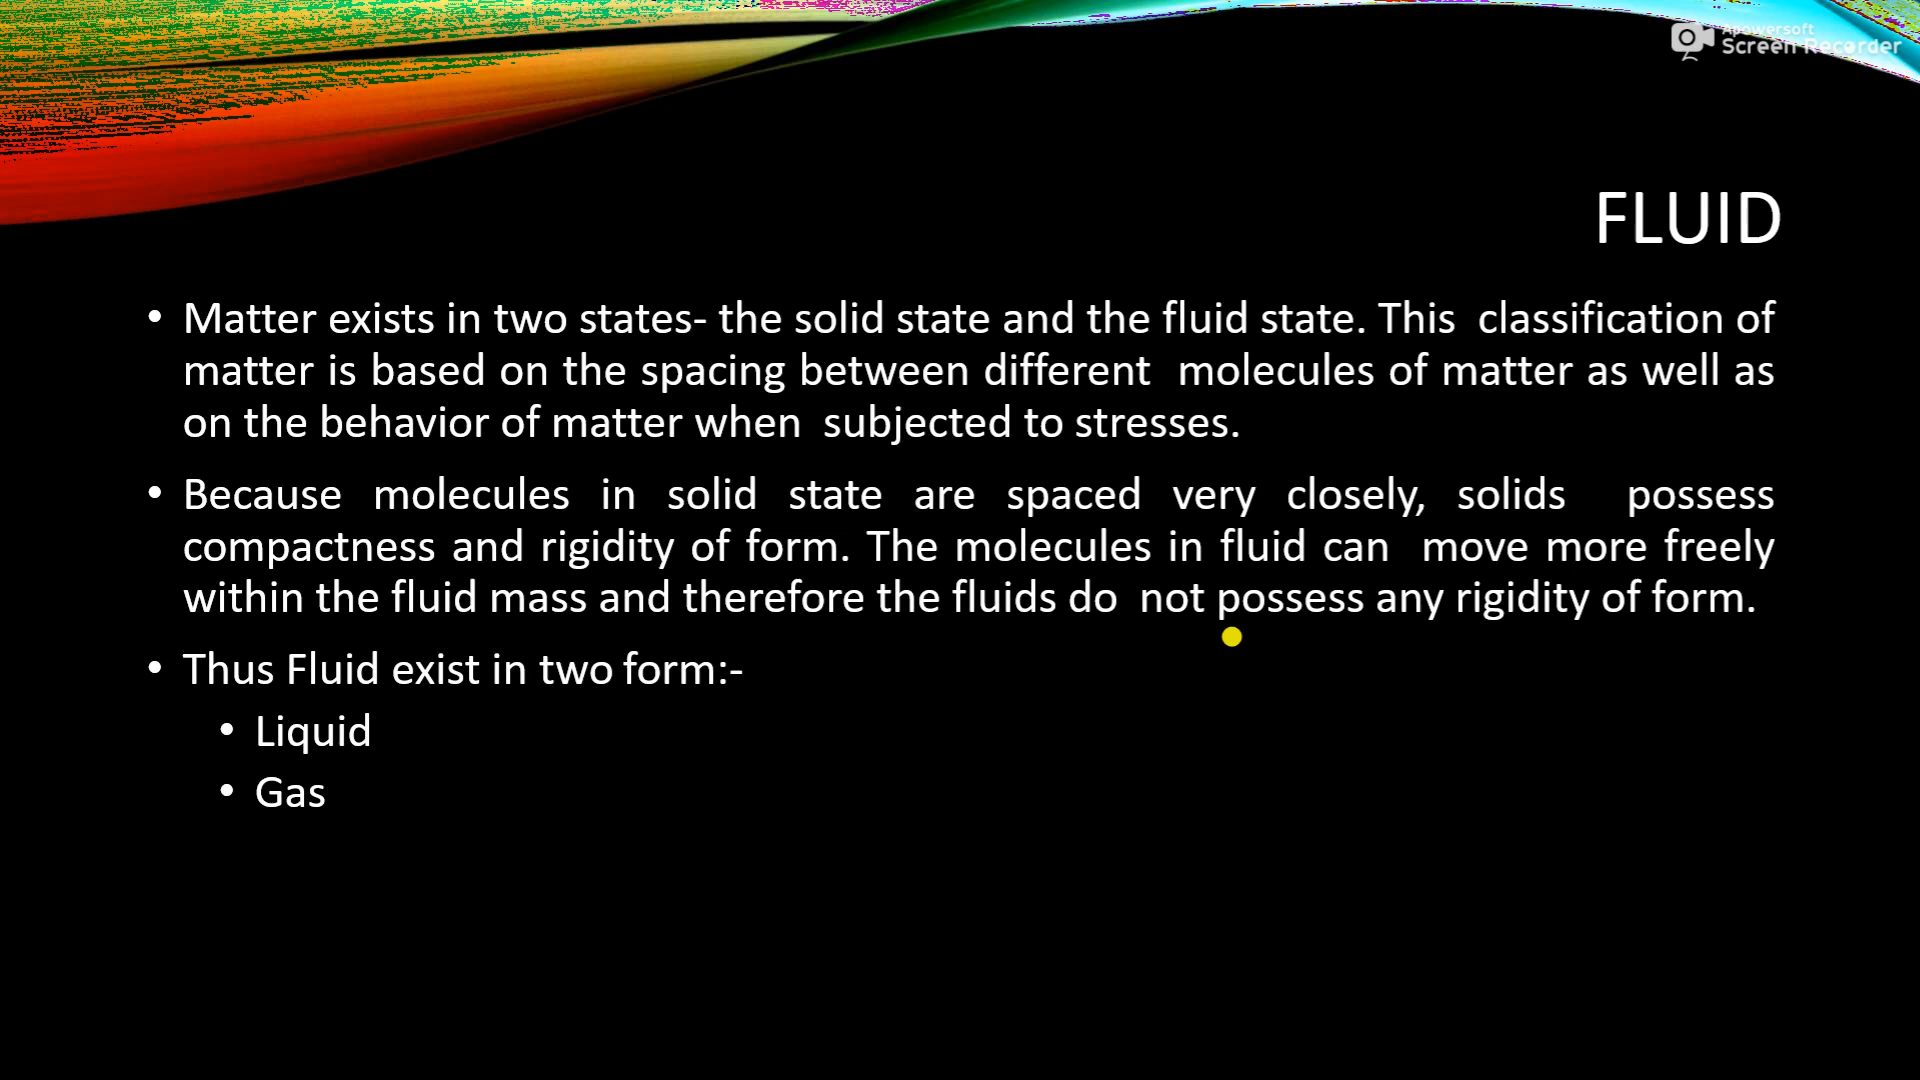 Apowersoft
Screen Recorder
FLUID
• Matter exists in two states- the solid state and the fluid state. This classification of
matter is based on the spacing between different molecules of matter as well as
on the behavior of matter when subjected to stresses.
• Because molecules in solid state are spaced very closely, solids possess
compactness and rigidity of form. The molecules in fluid can move more freely
within the fluid mass and therefore the fluids do not possess any rigidity of form.
• Thus Fluid exist in two form:-
• Liquid
• Gas